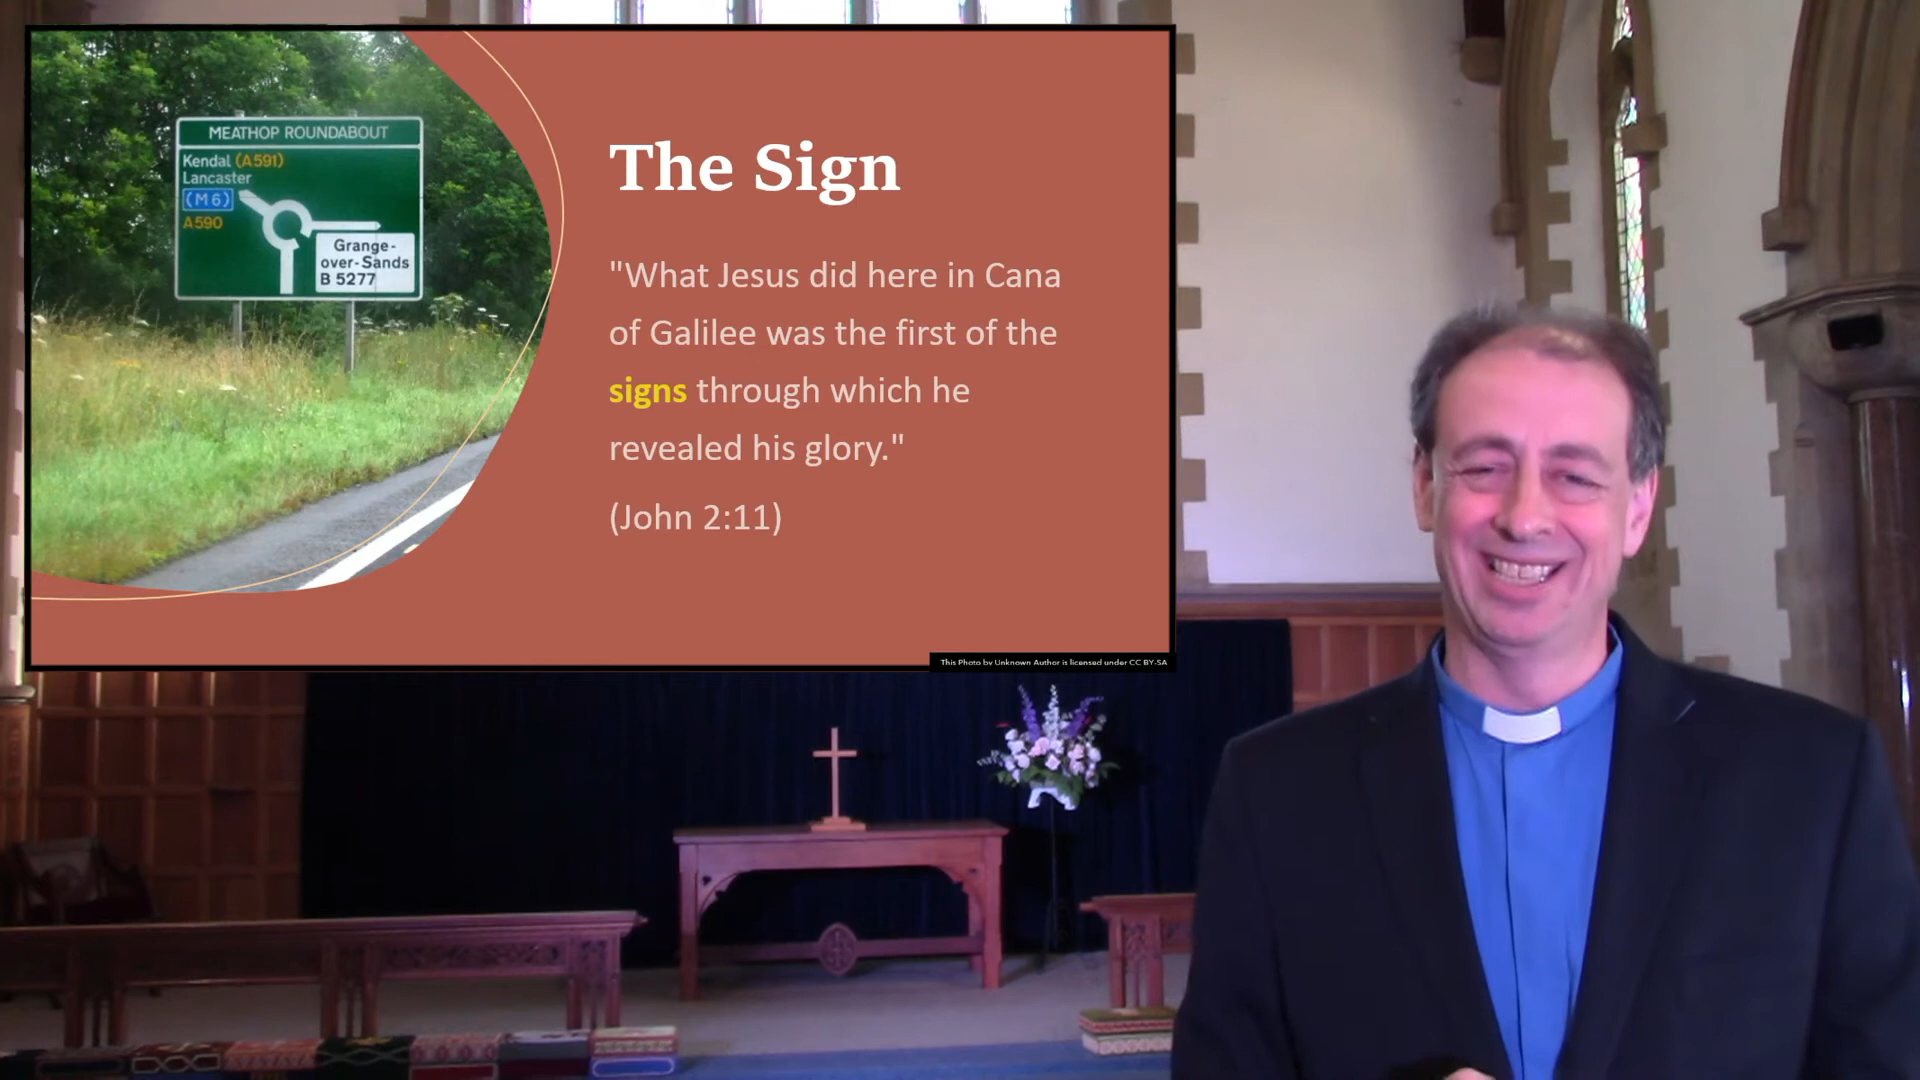 MEATHOP ROUNDABOUT
Kendal (A591)
Lancaster
(M6)
A590
Grange-
over-Sands
B 5277
The Sign
"What Jesus did here in Cana
of Galilee was the first of the
signs through which he
revealed his glory."
(John 2:11)
This Photo by Unknown Author is licensed under CC BY-SA